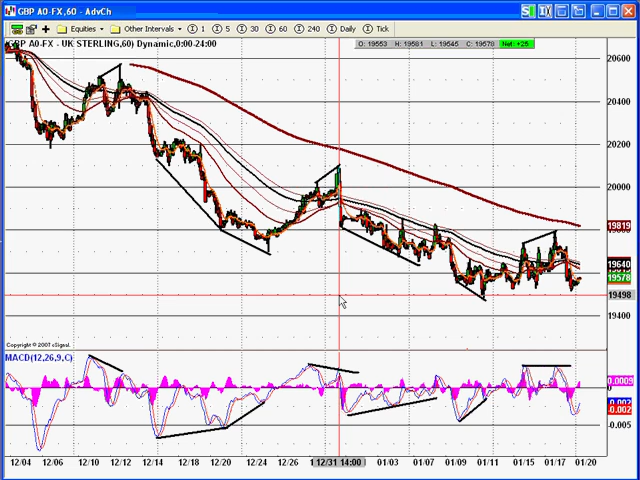 GBP A0-FX,60 - AdvCh
Equities
Other Intervals
1
5
30
60
240
Daily
Tick
GBP A0-FX - UK STERLING,60) Dynamic,0:00-24:00
O: 19553 H: 19581 L: 19545 C: 19578 Net: +25
20600
20400
20200
20000
19819
19640
19578
19498
19400
Copyright © 2007 eSignal.
MACD(12,26,9,C)
0.0009
0.002
-0.002
-0.005
12/04 12/06 12/10 12/12 12/14 12/18 12/20 12/24 12/26 12/31 14:00 01/03 01/07 01/09 01/11 01/15 01/17 01/20